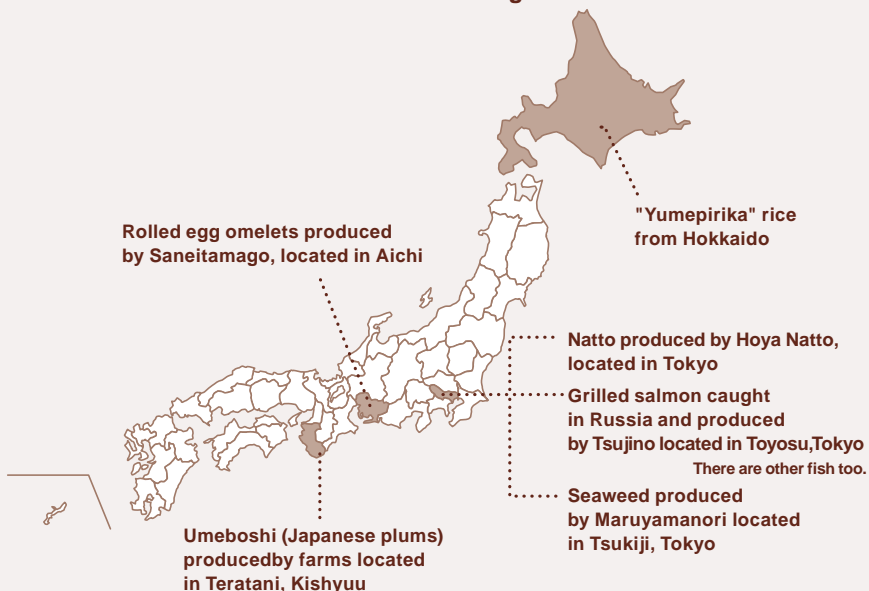 "Yumepirika" rice
from Hokkaido
Rolled egg omelets produced
by Saneitamago, located in Aichi
Natto produced by Hoya Natto,
located in Tokyo
Grilled salmon caught
in Russia and produced
by Tsujino located in Toyosu,Tokyo
There are other fish too.
Seaweed produced
by Maruyamanori located
in Tsukiji, Tokyo
Umeboshi (Japanese plums)
producedby farms located
in Teratani, Kishyuu